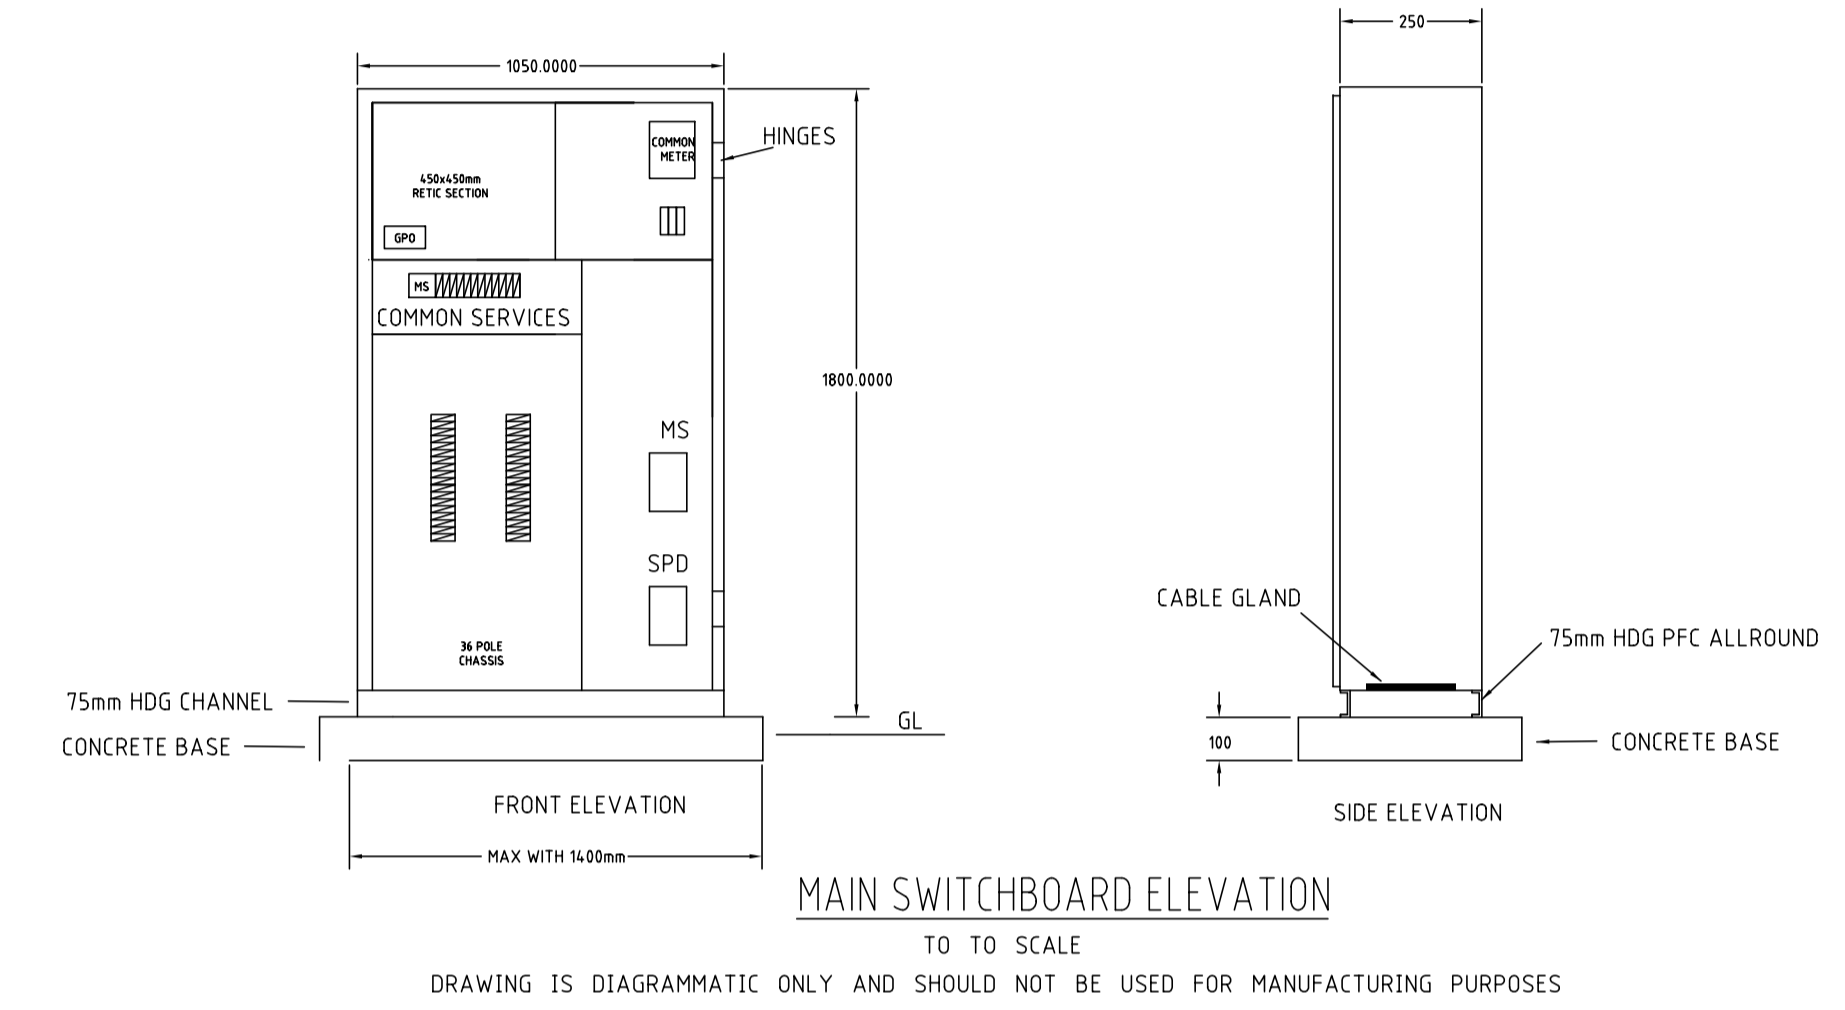 250
1050.0000
HINGES
COMMON
METER
450x450mm
RETIC SECTION
GPO
MS
COMMON SERVICES
1800.0000
MS
SPD
36 POLE
CHASSIS
75mm HDG CHANNEL
CONCRETE BASE
GL
CABLE GLAND
75mm HDG PFC ALLROUND
100
CONCRETE BASE
FRONT ELEVATION
SIDE ELEVATION
MAX WITH 1400mm
MAIN SWITCHBOARD ELEVATION
TO TO SCALE
DRAWING IS DIAGRAMMATIC ONLY AND SHOULD NOT BE USED FOR MANUFACTURING PURPOSES